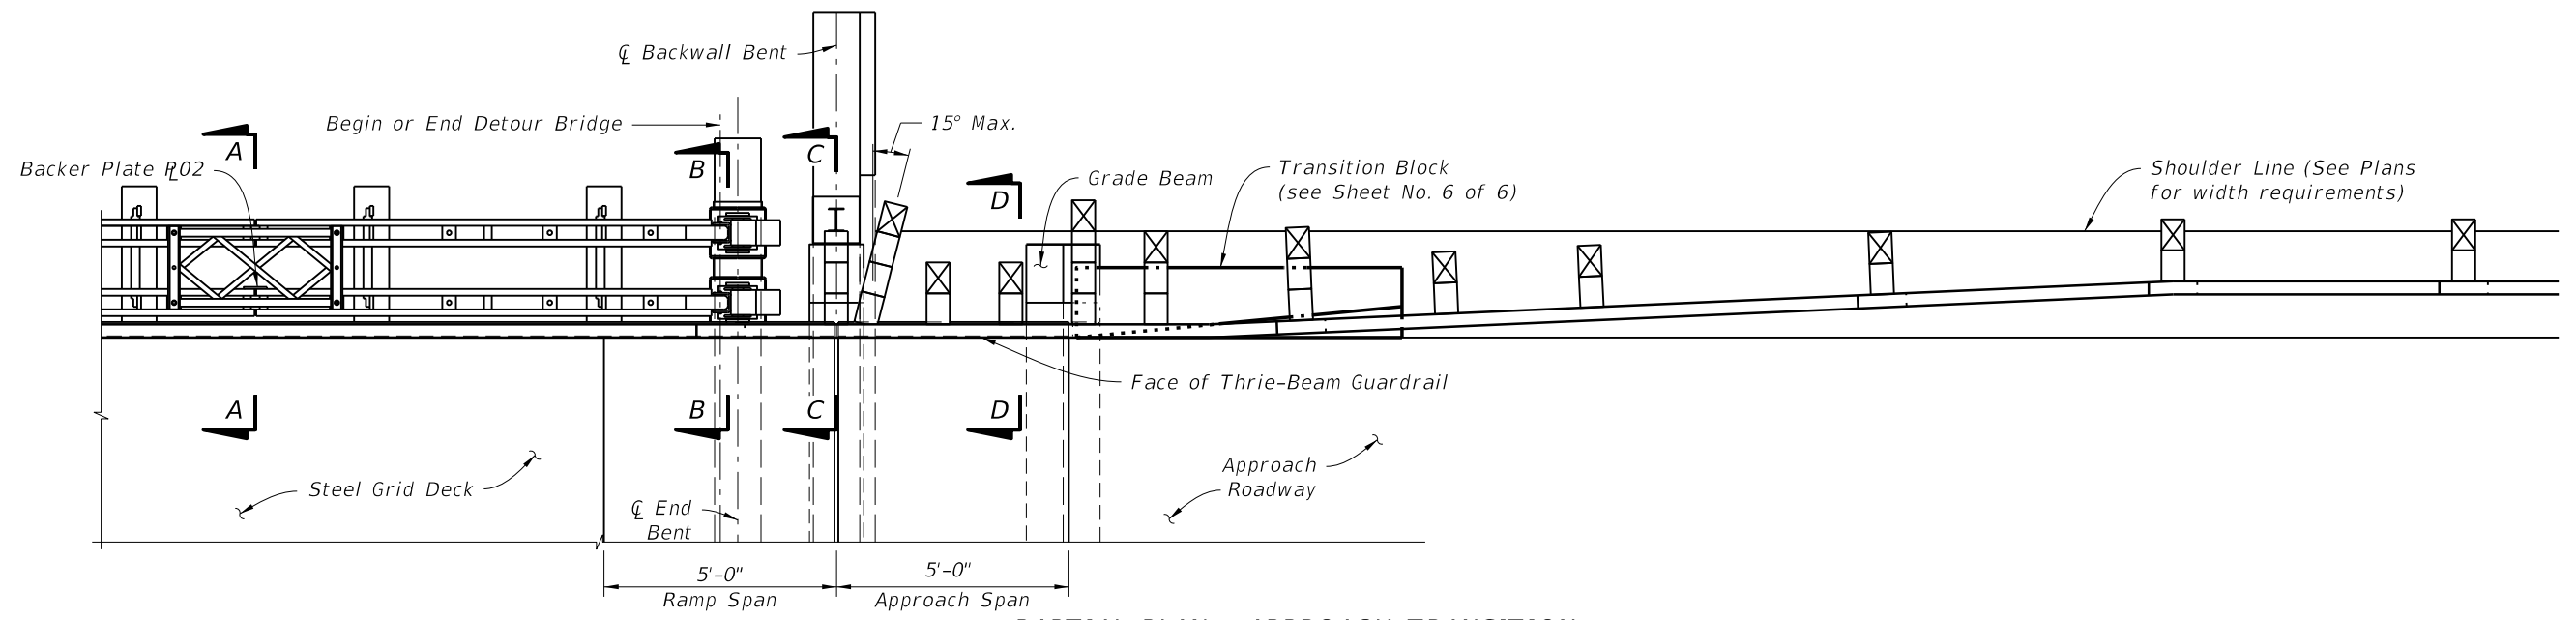 ℄ Backwall Bent
Begin or End Detour Bridge
15° Max.
A
B
C
Backer Plate ⅊02
D
Grade Beam
Transition Block
(see Sheet No. 6 of 6)
Shoulder Line (See Plans
for width requirements)
Face of Thrie-Beam Guardrail
A
B
C
D
Steel Grid Deck
℄ End
Bent
Approach
Roadway
5'-0"
5'-0"
Ramp Span
Approach Span